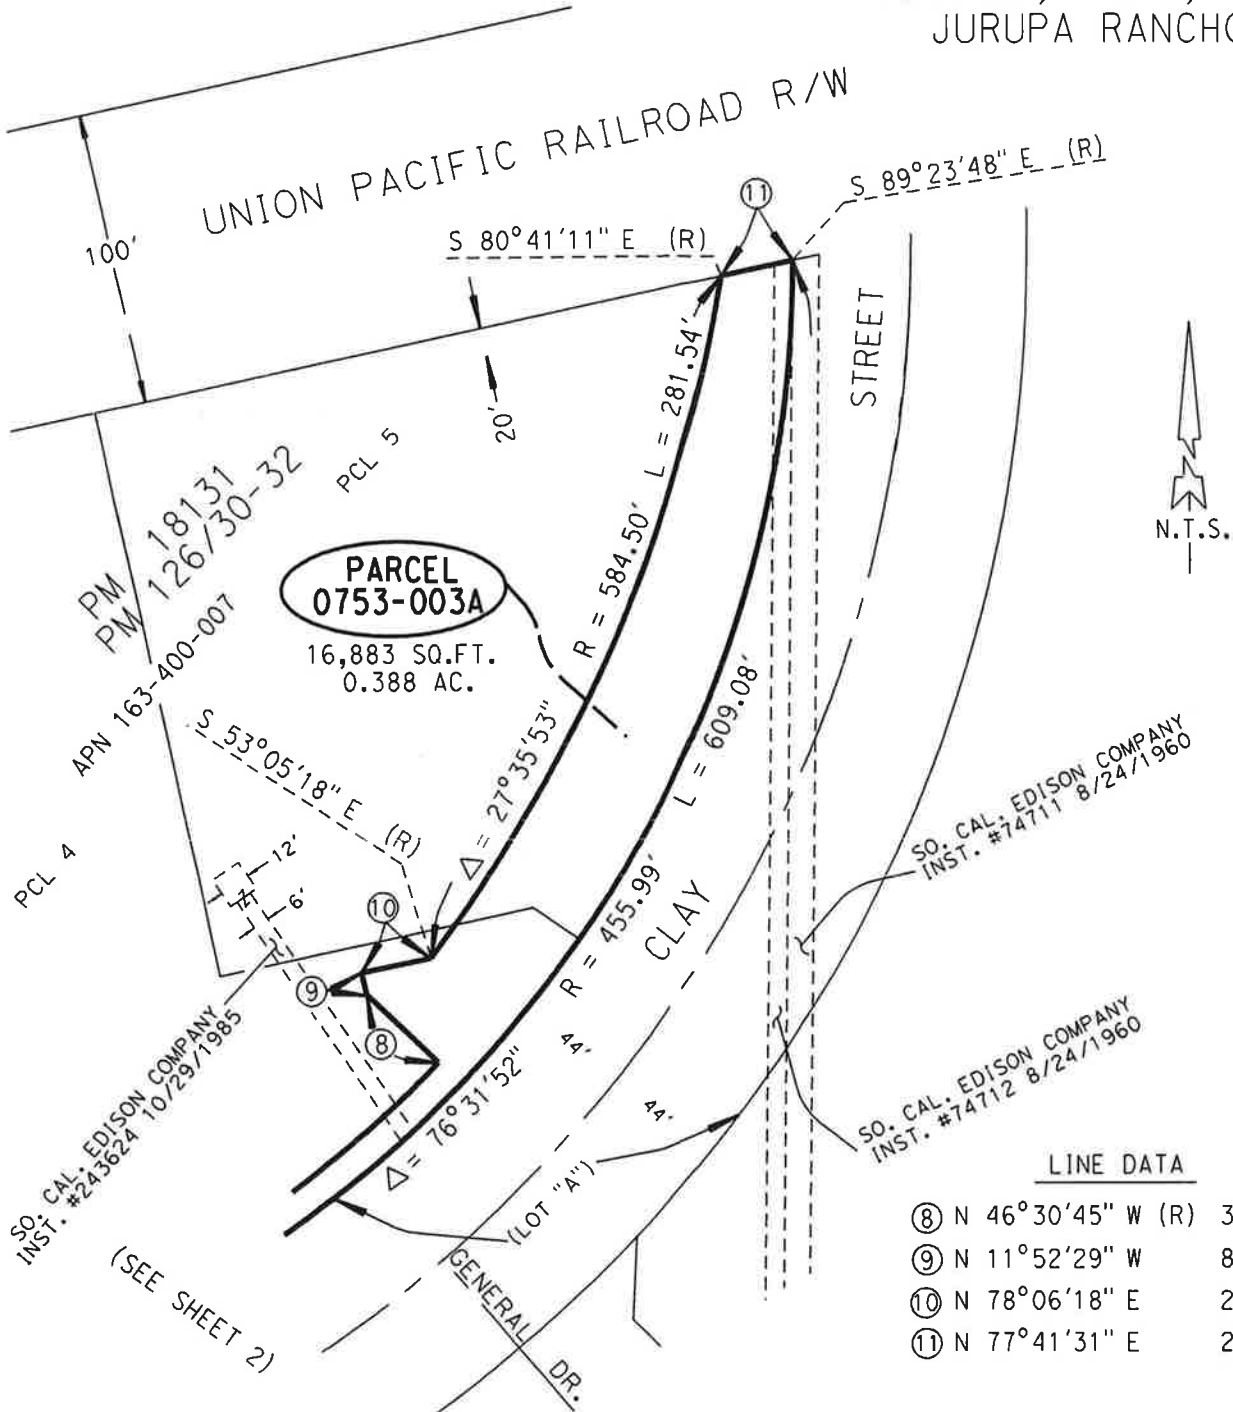 JURUPA RANCHO
UNION PACIFIC RAILROAD R/W
S 89°23'48" E (R)
⑪
S 80°41'11" E (R)
100'
20'
STREET
L = 281.54'
R = 584.50'
Δ = 27°35'53"
PCL 5
PM 18131
PM 126/30-32
APN 163-400-007
N.T.S.
PARCEL
0753-003A
16,883 SQ.FT.
0.388 AC.
S 53°05'18" E (R)
L = 609.08'
R = 455.99'
Δ = 76°31'52"
CLAY
PCL 4
12'
6'
⑩
⑨
⑧
SO. CAL. EDISON COMPANY
INST. #74711 8/24/1960
SO. CAL. EDISON COMPANY
INST. #74712 8/24/1960
SO. CAL. EDISON COMPANY
INST. #243624 10/29/1985
44'
44'
(LOT "A")
GENERAL DR.
(SEE SHEET 2)
LINE DATA
⑧ N 46°30'45" W (R) 3
⑨ N 11°52'29" W 8
⑩ N 78°06'18" E 2
⑪ N 77°41'31" E 2